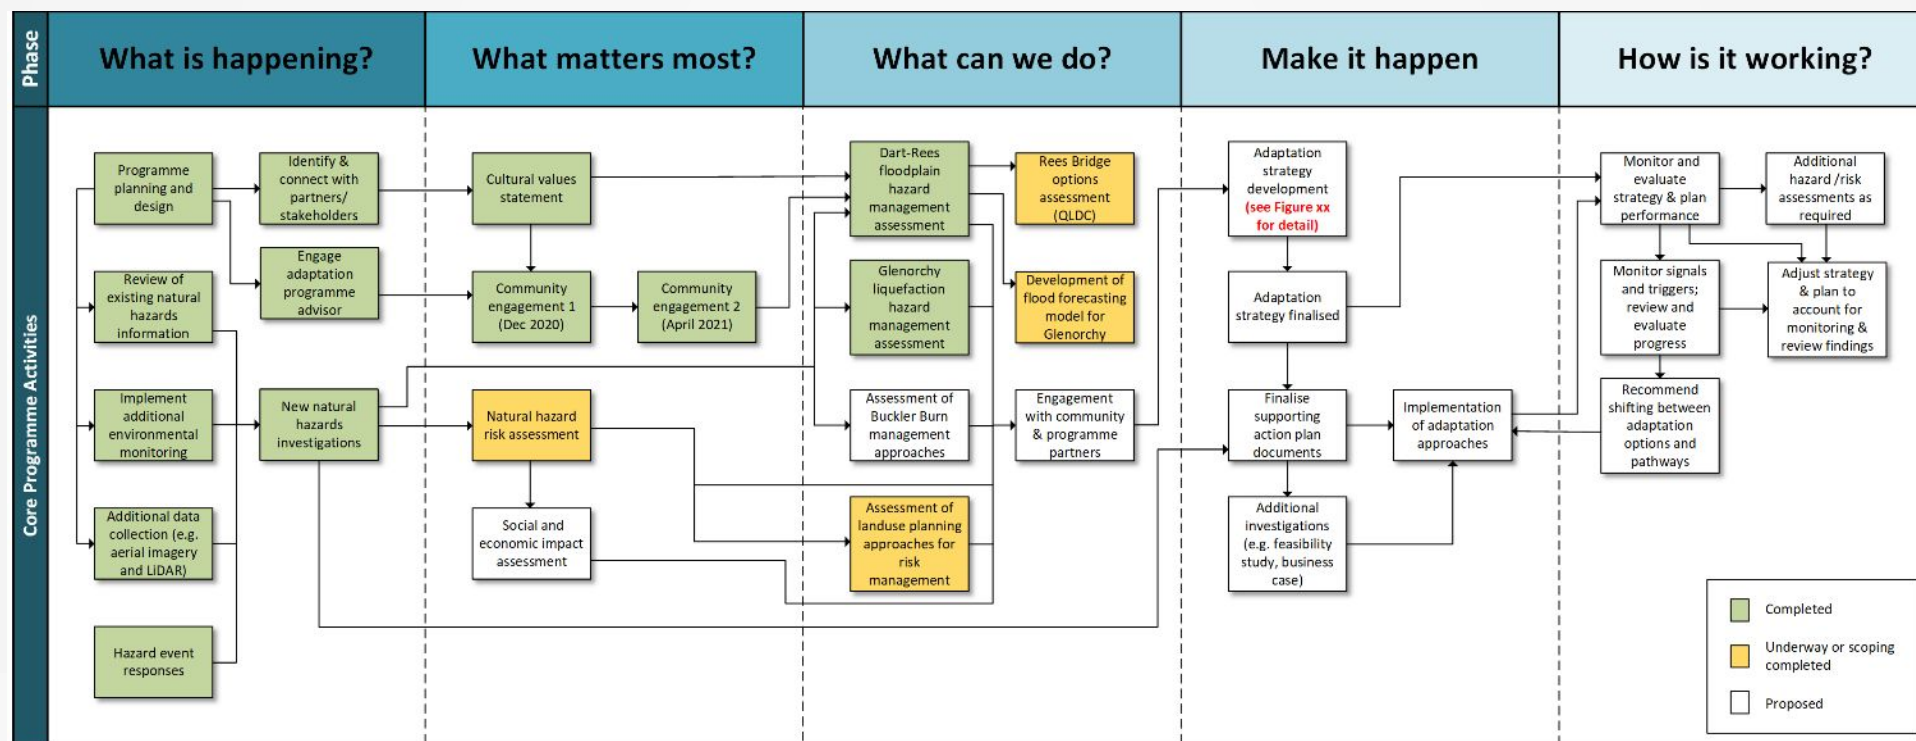 Phase
What is happening?
What matters most?
What can we do?
Make it happen
How is it working?
Core Programme Activities
Programme
planning and
design
Identify &
connect with
partners/
stakeholders
Engage
adaptation
programme
advisor
Review of
existing natural
hazards
information
Implement
additional
environmental
monitoring
New natural
hazards
investigations
Additional data
collection (e.g.
aerial imagery
and LiDAR)
Hazard event
responses
Cultural values
statement
Community
engagement 1
(Dec 2020)
Community
engagement 2
(April 2021)
Natural hazard
risk assessment
Social and
economic impact
assessment
Dart-Rees
floodplain
hazard
management
assessment
Rees Bridge
options
assessment
(QLDC)
Glenorchy
liquefaction
hazard
management
assessment
Development of
flood forecasting
model for
Glenorchy
Assessment of
Buckler Burn
management
approaches
Engagement
with community
& programme
partners
Assessment of
landuse planning
approaches for
risk
management
Adaptation
strategy
development
(see Figure xx
for detail)
Adaptation
strategy finalised
Finalise
supporting
action plan
documents
Implementation
of adaptation
approaches
Additional
investigations
(e.g. feasibility
study, business
case)
Monitor and
evaluate
strategy & plan
performance
Additional
hazard /risk
assessments as
required
Monitor signals
and triggers;
review and
evaluate
progress
Adjust strategy
& plan to
account for
monitoring &
review findings
Recommend
shifting between
adaptation
options and
pathways
Completed
Underway or scoping
completed
Proposed